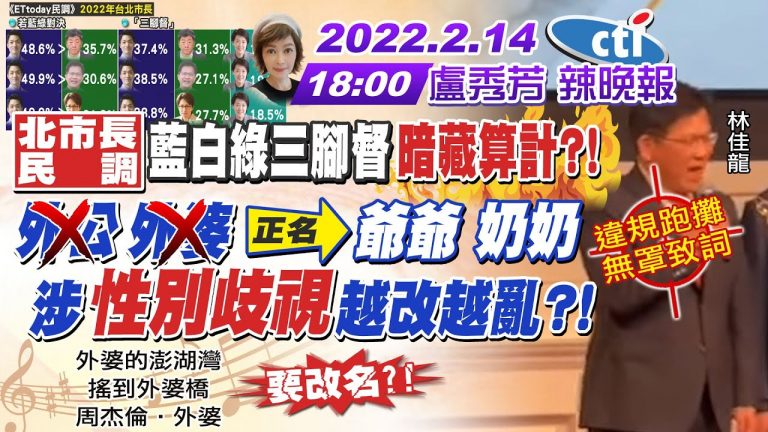 《ETtoday民調》2022年台北市長
若藍綠對決
「三腳督」
48.6% > 35.7%
37.4%
31.3%
49.9% > 30.6%
38.5%
27.1%
27.7%
18.5%
2022.2.14
cti
18:00 盧秀芳 辣晚報
北市長
民調
藍白綠三腳督暗藏算計?!
外公 外婆 正名 爺爺 奶奶
涉性別歧視越改越亂?!
外婆的澎湖灣
搖到外婆橋
周杰倫·外婆
要改名?!
林佳龍
違規跑攤
無罩致詞